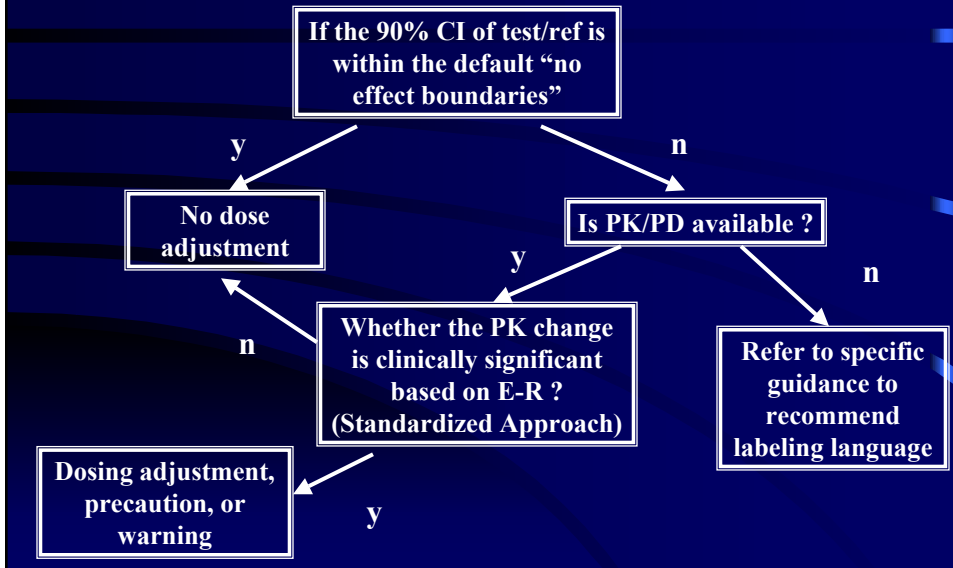 If the 90% CI of test/ref is
within the default “no
effect boundaries”
y
n
No dose
adjustment
Is PK/PD available ?
y
n
n
Whether the PK change
is clinically significant
based on E-R ?
(Standardized Approach)
Refer to specific
guidance to
recommend
labeling language
Dosing adjustment,
precaution, or
warning
y